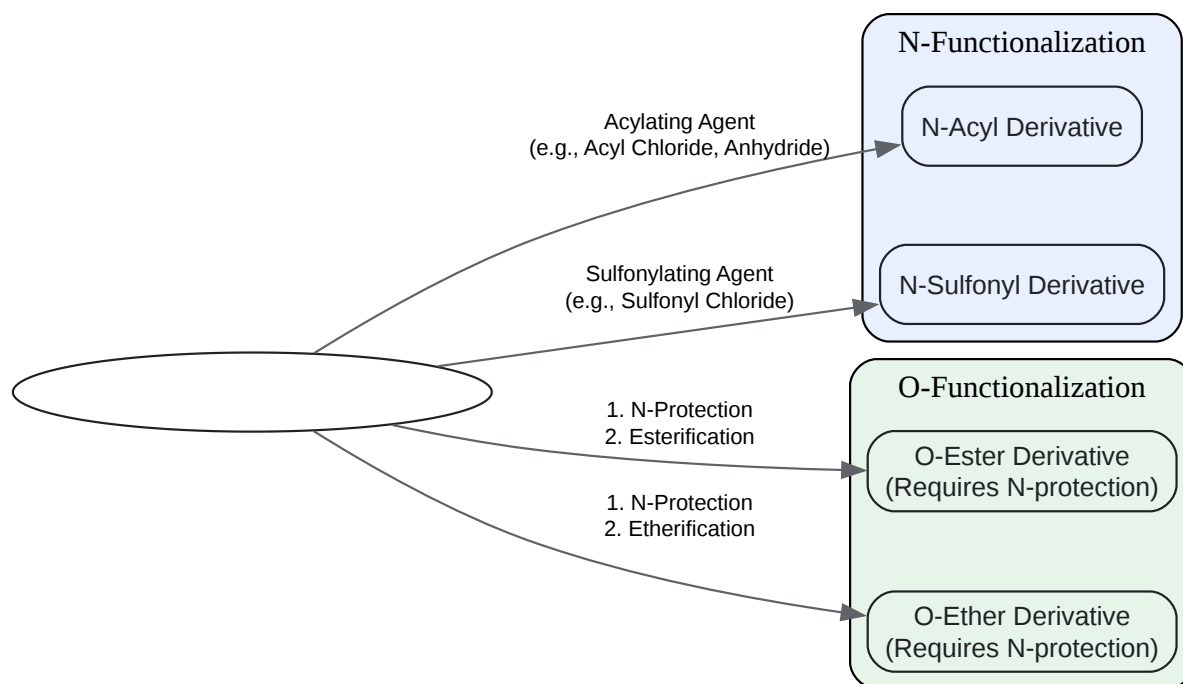 N-Functionalization
Acylating Agent
(e.g., Acyl Chloride, Anhydride)
N-Acyl Derivative
Sulfonylating Agent
(e.g., Sulfonyl Chloride)
N-Sulfonyl Derivative
O-Functionalization
1. N-Protection
2. Esterification
O-Ester Derivative
(Requires N-protection)
1. N-Protection
2. Etherification
O-Ether Derivative
(Requires N-protection)